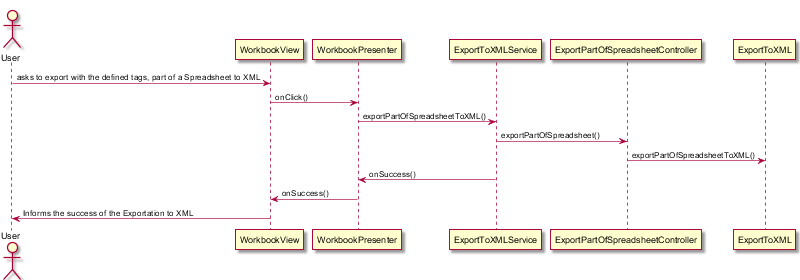 User
WorkbookView
WorkbookPresenter
ExportToXMLService
ExportPartOfSpreadsheetController
ExportToXML
asks to export with the defined tags, part of a Spreadsheet to XML
onClick()
exportPartOfSpreadsheetToXML()
exportPartOfSpreadsheet()
exportPartOfSpreadsheetToXML()
onSuccess()
onSuccess()
Informs the success of the Exportation to XML
User
WorkbookView
WorkbookPresenter
ExportToXMLService
ExportPartOfSpreadsheetController
ExportToXML